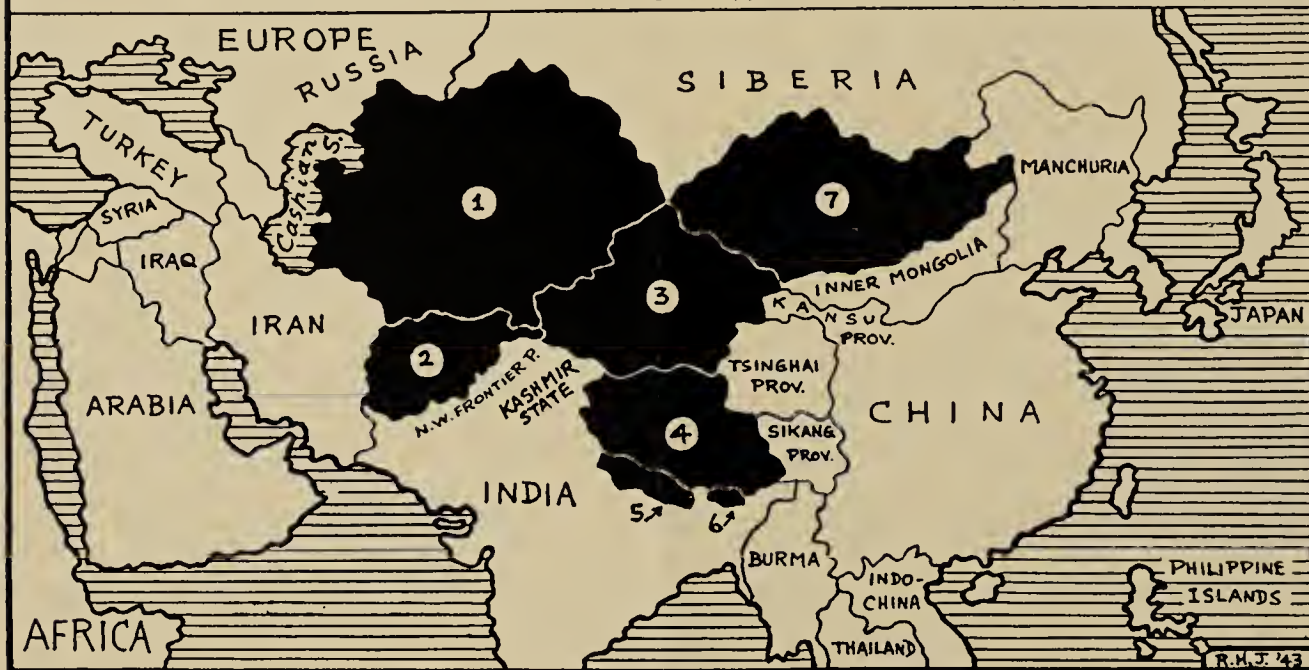 EUROPE
RUSSIA
SIBERIA
TURKEY
Caspian S.
MANCHURIA
1
7
SYRIA
IRAQ
INNER MONGOLIA
3
KANSU
PROV.
JAPAN
IRAN
2
N.W. FRONTIER P.
KASHMIR
STATE
TSINGHAI
PROV.
ARABIA
CHINA
4
SIKANG
PROV.
INDIA
5
6
BURMA
INDO-
CHINA
PHILIPPINE
ISLANDS
AFRICA
THAILAND
R.H.J. '43